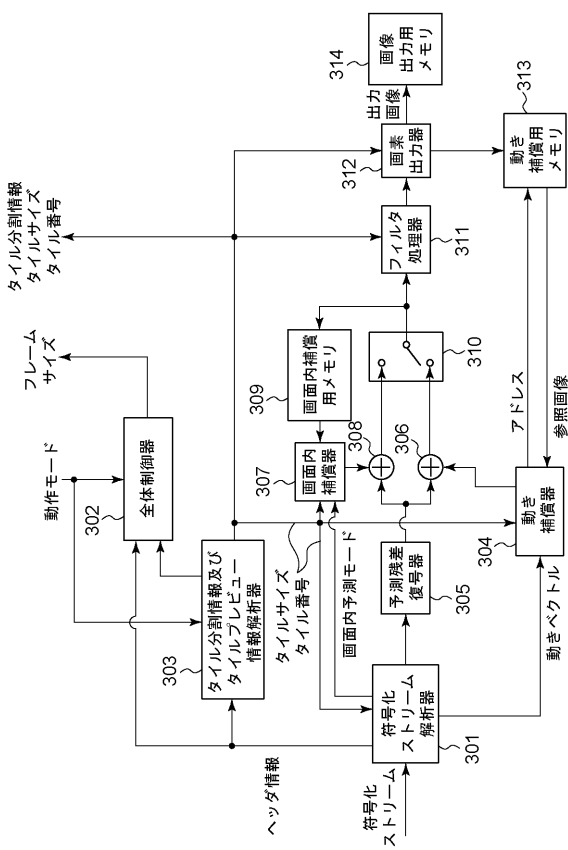 符号化
ストリーム
符号化
ストリーム
解析器
301
ヘッダ情報
動作モード
全体制御器
302
フレーム
サイズ
タイル分割情報及び
タイルプレビュー
情報解析器
303
タイル分割情報
タイルサイズ
タイル番号
タイルサイズ
タイル番号
画面内予測モード
予測残差
復号器
305
動きベクトル
動き
補償器
304
画面内
補償器
307
画面内補償
用メモリ
309
308
306
310
フィルタ
処理器
311
画素
出力器
312
出力
画像
画像
出力用
メモリ
314
動き
補償用
メモリ
313
アドレス
参照画像